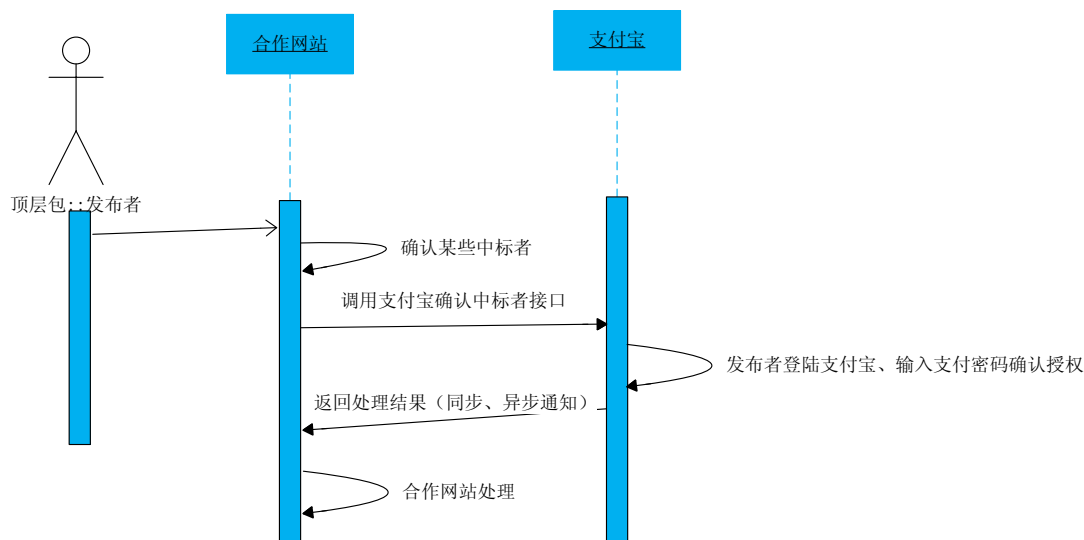 合作网站
支付宝
顶层包::发布者
确认某些中标者
调用支付宝确认中标者接口
发布者登陆支付宝、输入支付密码确认授权
返回处理结果（同步、异步通知）
合作网站处理